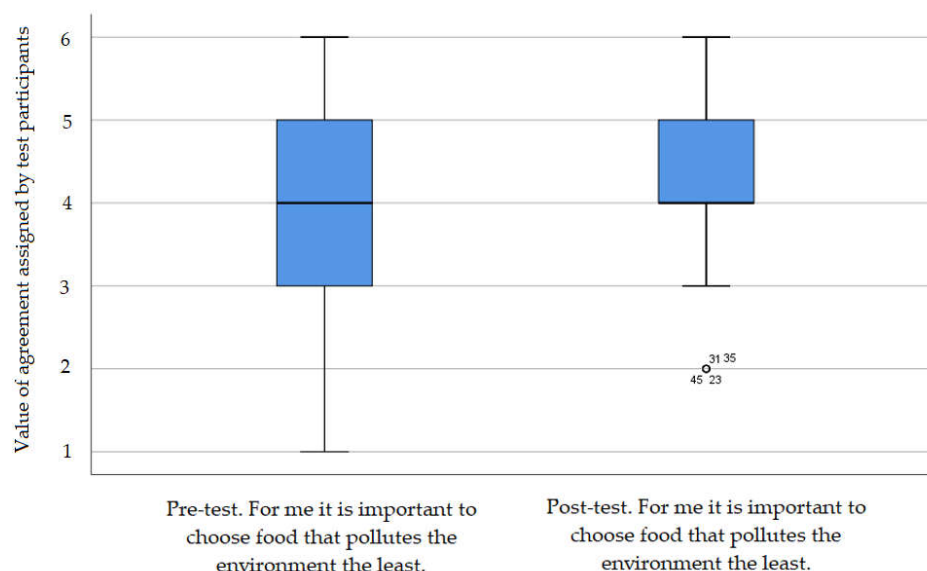 Value of agreement assigned by test participants
6
5
4
3
2
1
31 35
45 23
Pre-test. For me it is important to
choose food that pollutes the
environment the least.
Post-test. For me it is important to
choose food that pollutes the
environment the least.